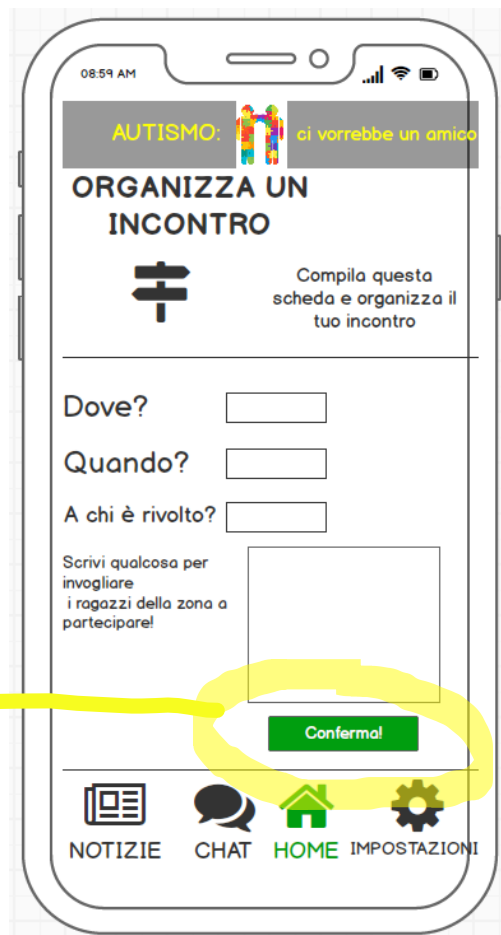 08:59 AM
AUTISMO: ci vorrebbe un amico
ORGANIZZA UN
INCONTRO
Compila questa
scheda e organizza il
tuo incontro
Dove?
Quando?
A chi è rivolto?
Scrivi qualcosa per
invogliare
i ragazzi della zona a
partecipare!
Conferma!
NOTIZIE CHAT HOME IMPOSTAZIONI